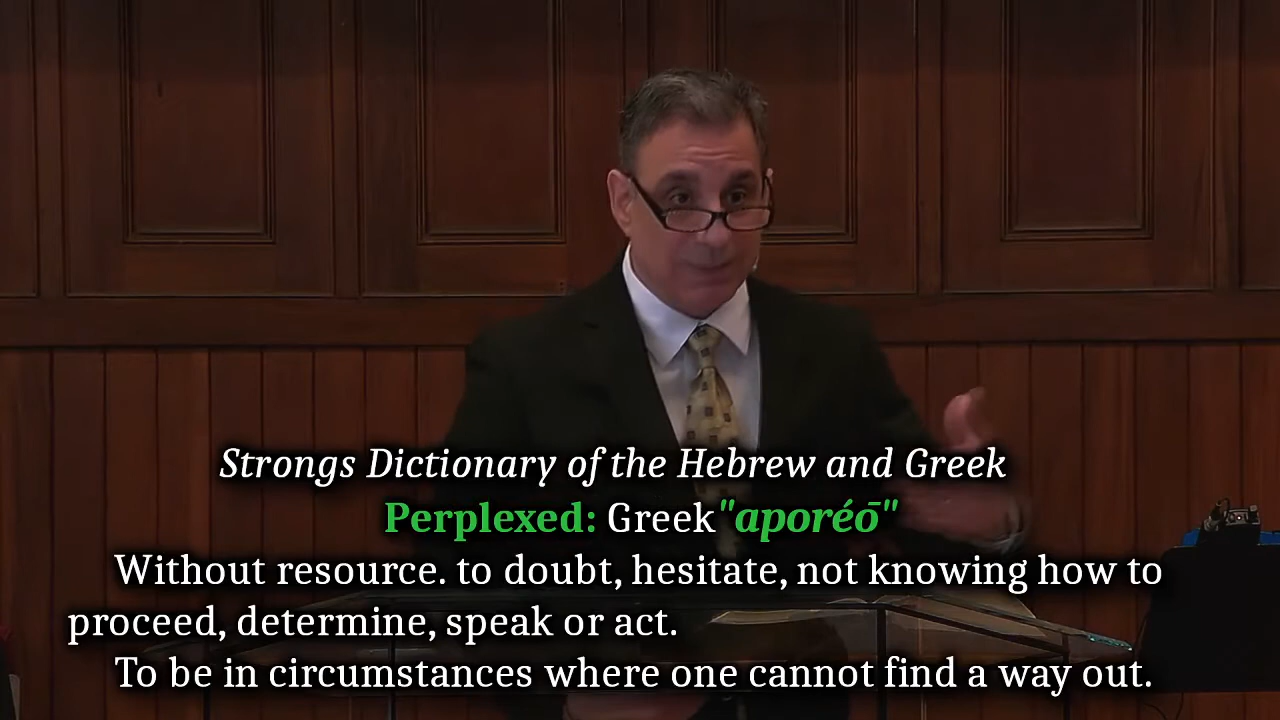 Strongs Dictionary of the Hebrew and Greek
Perplexed: Greek "aporéō"
Without resource. to doubt, hesitate, not knowing how to
proceed, determine, speak or act.
To be in circumstances where one cannot find a way out.